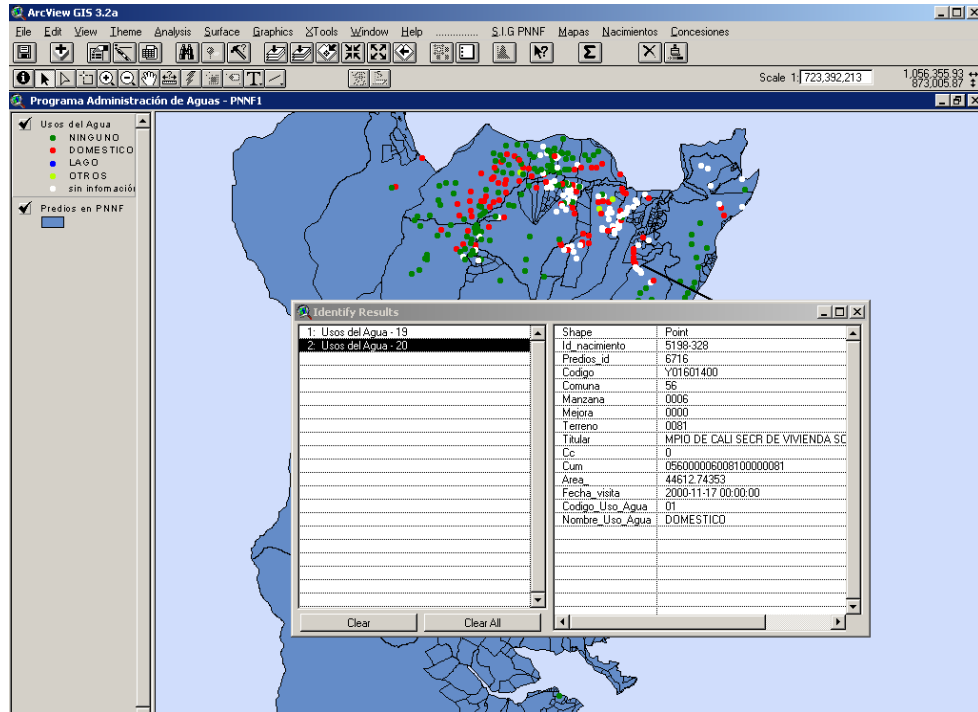 ArcView GIS 3.2a
File Edit View Theme Analysis Surface Graphics XTools Window Help ............... S.I.G PNNF Mapas Nacimientos Concesiones
Scale 1: 723,392,213 1,056,355.93
873,005.87
Programa Administración de Aguas - PNNF1
Usos del Agua
NINGUNO
DOMESTICO
LAGO
OTROS
sin infomación
Predios en PNNF
Identify Results
1: Usos del Agua - 19
2: Usos del Agua - 20
Shape Point
Id_nacimiento 5198-328
Predios_id 6716
Codigo Y01601400
Comuna 56
Manzana 0006
Mejora 0000
Terreno 0081
Titular MPIO DE CALI SECR DE VIVIENDA SC
Cc 0
Cum 056000006008100000081
Area_ 44612.74353
Fecha_visita 2000-11-17 00:00:00
Codigo_Uso_Agua 01
Nombre_Uso_Agua DOMESTICO
Clear Clear All